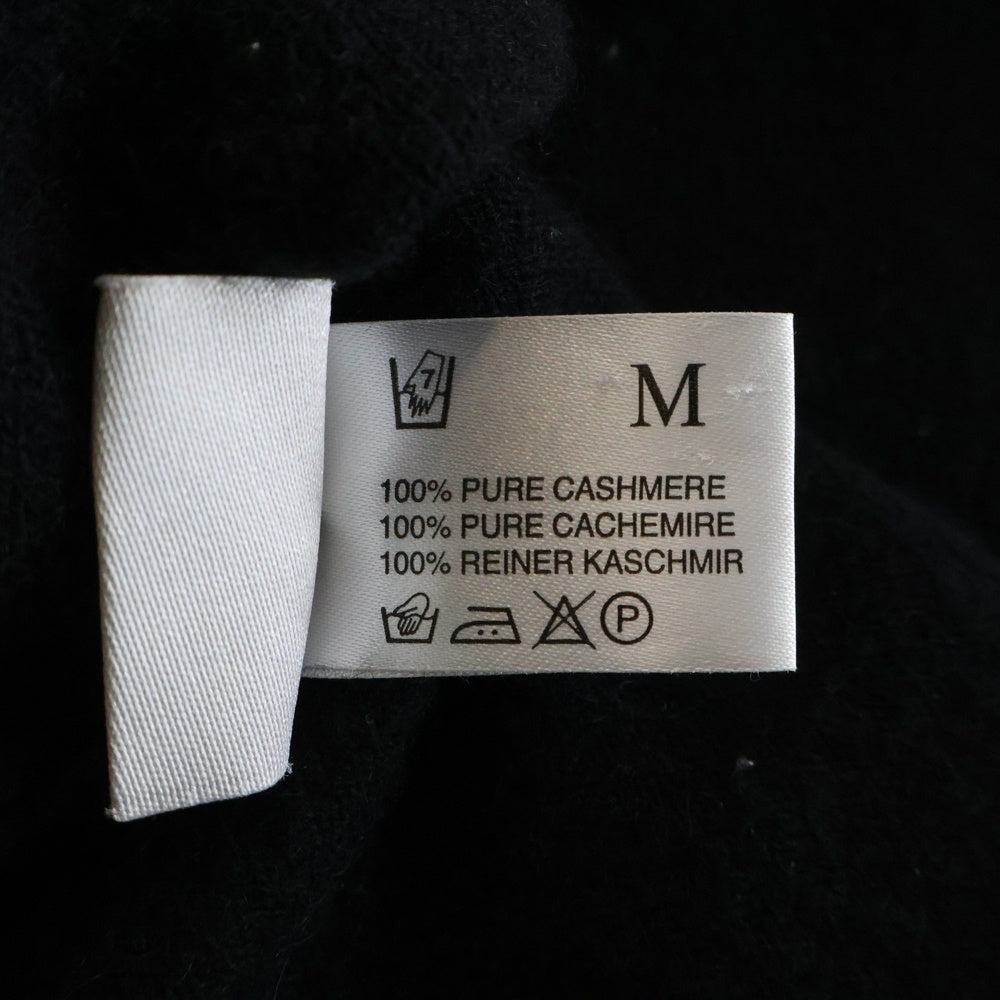 M
100% PURE CASHMERE
100% PURE CACHEMIRE
100% REINER KASCHMIR
P